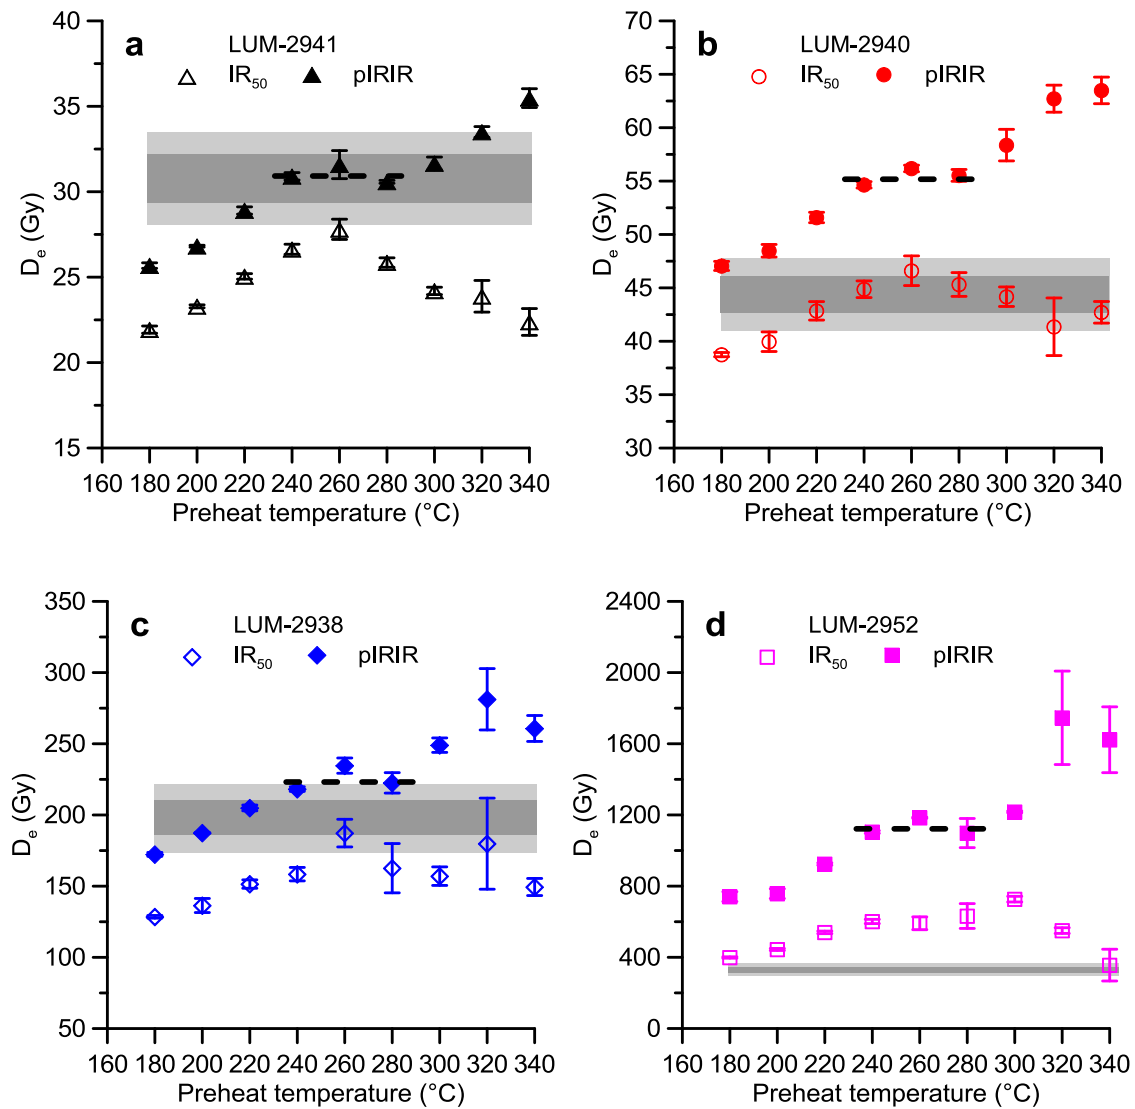 a
LUM-2941
IR50 pIRIR
40
35
30
25
20
15
De (Gy)
160 180 200 220 240 260 280 300 320 340
Preheat temperature (°C)
b
LUM-2940
IR50 pIRIR
70
65
60
55
50
45
40
35
30
De (Gy)
160 180 200 220 240 260 280 300 320 340
Preheat temperature (°C)
c
LUM-2938
IR50 pIRIR
350
300
250
200
150
100
50
De (Gy)
160 180 200 220 240 260 280 300 320 340
Preheat temperature (°C)
d
LUM-2952
IR50 pIRIR
2400
2000
1600
1200
800
400
0
De (Gy)
160 180 200 220 240 260 280 300 320 340
Preheat temperature (°C)